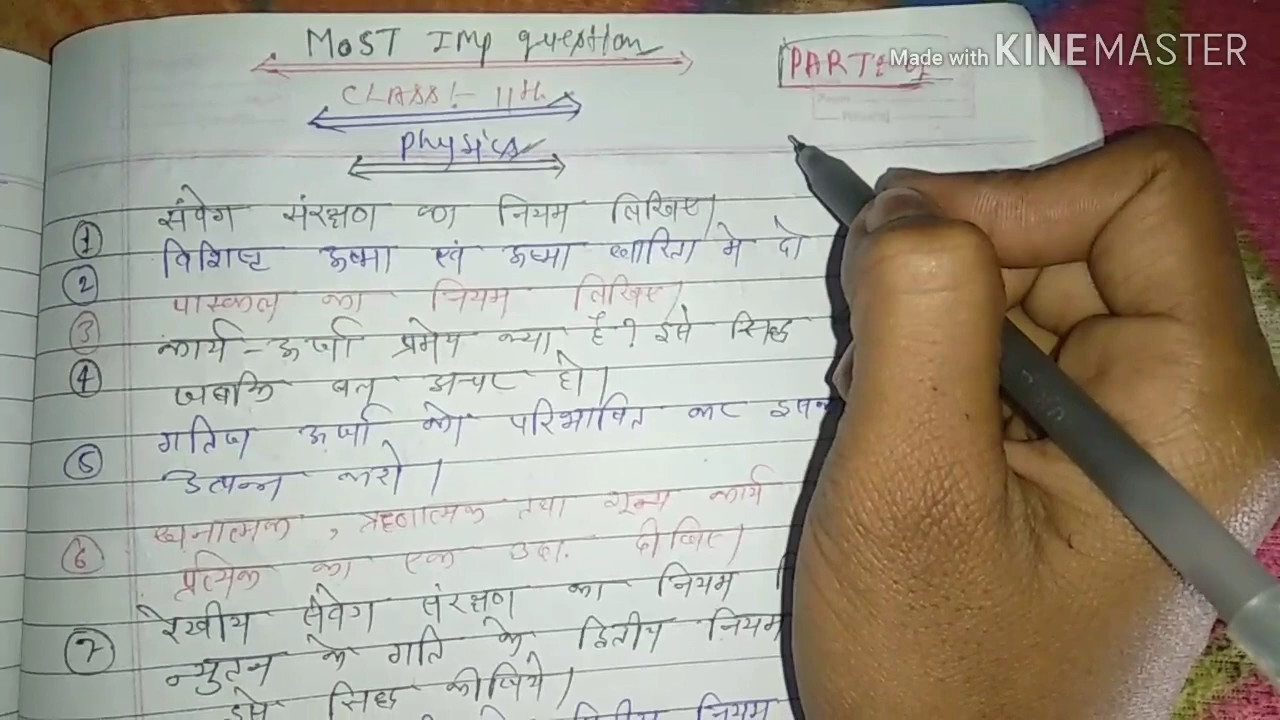 MOST Imp question
Made with KINEMASTER
PART:-
CLASS:- 11th
Physics
① संवेग संरक्षण का नियम लिखिए।
② विशिष्ट ऊष्मा एवं ऊष्मा धारिता मे दो
③ पास्कल का नियम लिखिए।
④ कार्य-ऊर्जा प्रमेय क्या है? इसे सिद्ध
जबकि बल अचर हो।
⑤ गतिज ऊर्जा को परिभाषित कर
उत्पन्न करो।
⑥ धनात्मक, ऋणात्मक तथा शून्य कार्य
प्रत्येक का एक उदा. दीजिए।
⑦ रेखीय संवेग संरक्षण का नियम
न्युटन के गति के द्वितीय नियम
इसे सिद्ध कीजिये।
नियम